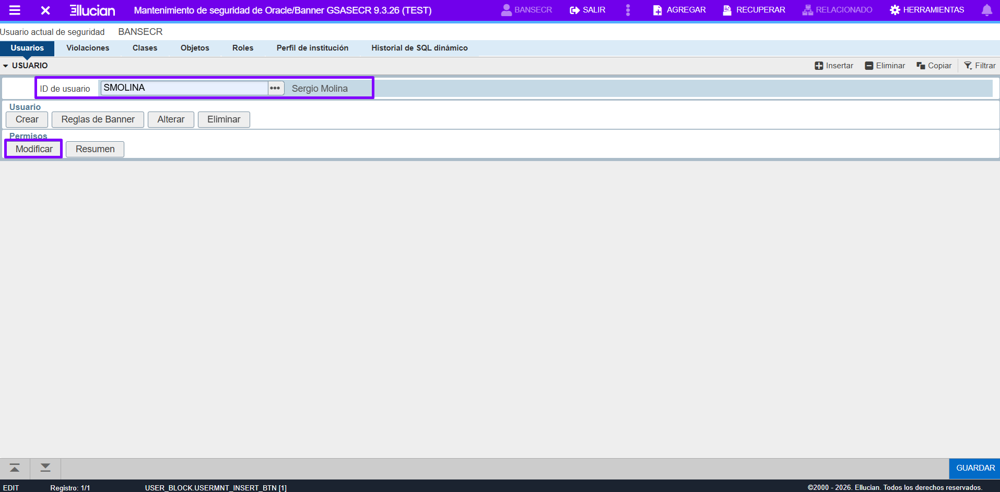 Ellucian Mantenimiento de seguridad de Oracle/Banner GSASECR 9.3.26 (TEST) BANSECR SALIR AGREGAR RECUPERAR RELACIONADO HERRAMIENTAS
Usuario actual de seguridad BANSECR
Usuarios Violaciones Clases Objetos Roles Perfil de institución Historial de SQL dinámico
USUARIO Insertar Eliminar Copiar Filtrar
ID de usuario SMOLINA ••• Sergio Molina
Usuario
Crear Reglas de Banner Alterar Eliminar
Permisos
Modificar Resumen
GUARDAR
EDIT Registro: 1/1 USER_BLOCK.USERMNT_INSERT_BTN [1] ©2000 - 2026. Ellucian. Todos los derechos reservados.